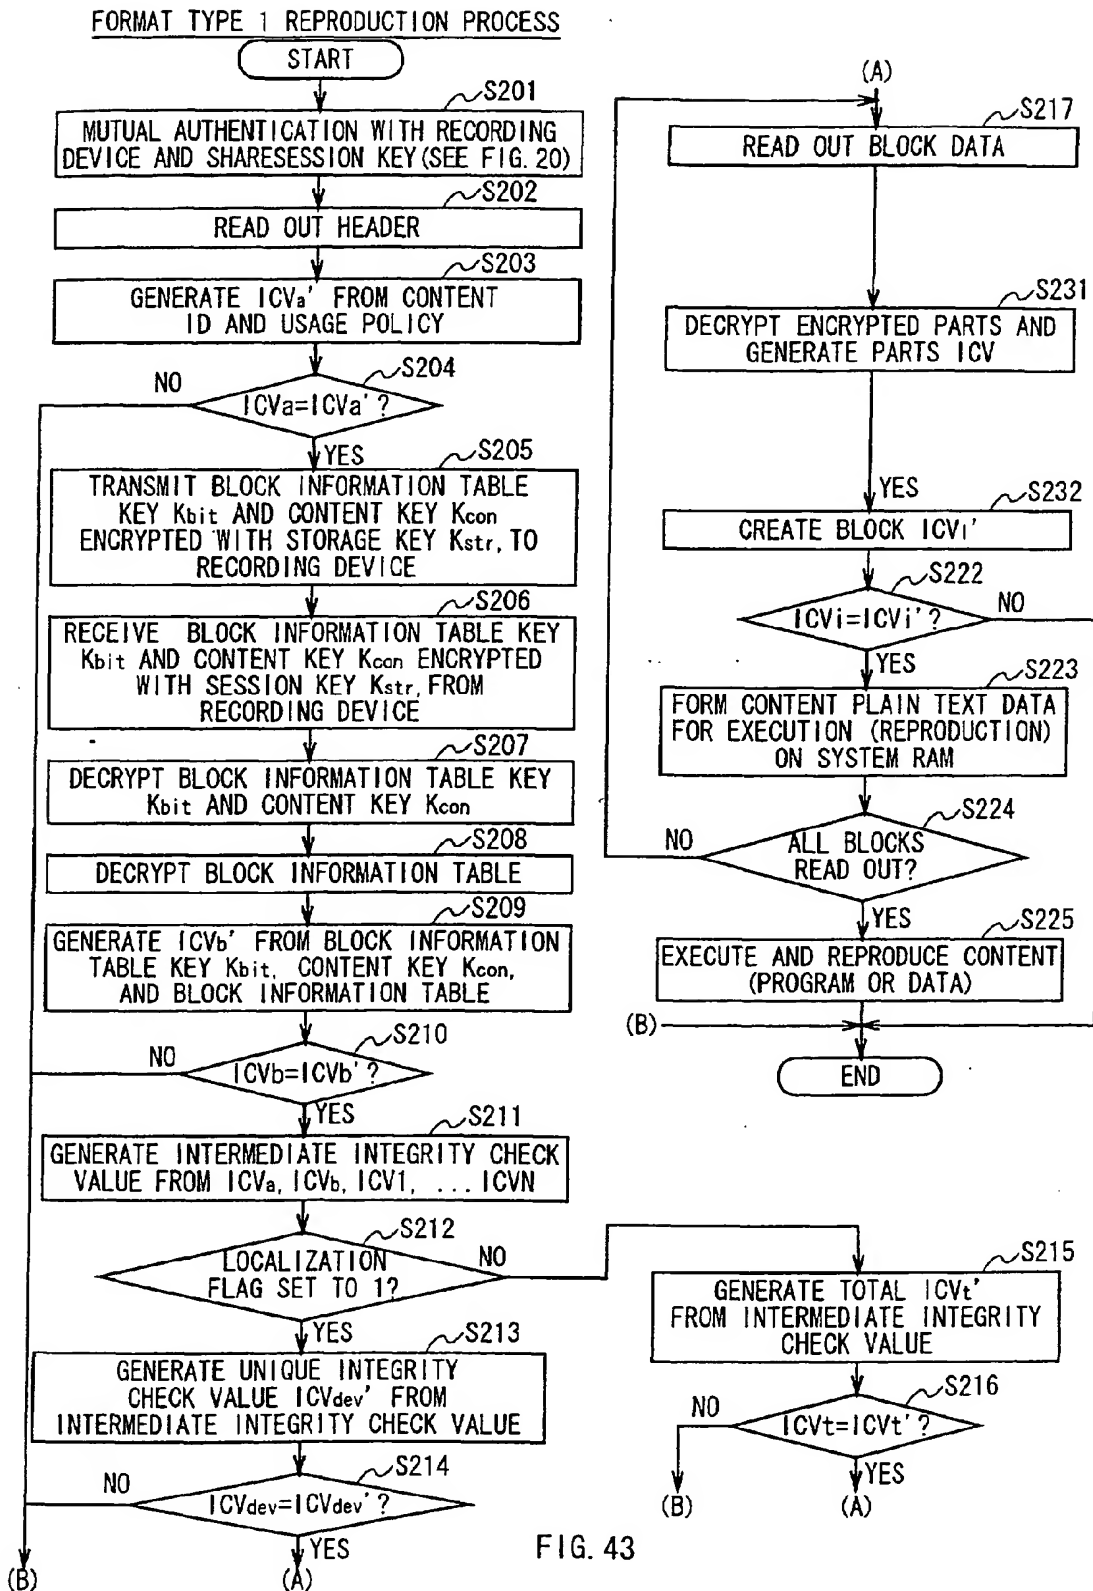 FORMAT TYPE 1 REPRODUCTION PROCESS
START
S201
MUTUAL AUTHENTICATION WITH RECORDING
DEVICE AND SHARESESSION KEY(SEE FIG. 20)
S202
READ OUT HEADER
S203
GENERATE ICVa' FROM CONTENT
ID AND USAGE POLICY
S204
NO
ICVa=ICVa'?
YES
S205
TRANSMIT BLOCK INFORMATION TABLE
KEY Kbit AND CONTENT KEY Kcon
ENCRYPTED WITH STORAGE KEY Kstr, TO
RECORDING DEVICE
S206
RECEIVE BLOCK INFORMATION TABLE KEY
Kbit AND CONTENT KEY Kcon ENCRYPTED
WITH SESSION KEY Kstr, FROM
RECORDING DEVICE
S207
DECRYPT BLOCK INFORMATION TABLE KEY
Kbit AND CONTENT KEY Kcon
S208
DECRYPT BLOCK INFORMATION TABLE
S209
GENERATE ICVb' FROM BLOCK INFORMATION
TABLE KEY Kbit, CONTENT KEY Kcon,
AND BLOCK INFORMATION TABLE
S210
NO
ICVb=ICVb'?
YES
S211
GENERATE INTERMEDIATE INTEGRITY CHECK
VALUE FROM ICVa, ICVb, ICV1, ... ICVN
S212
LOCALIZATION
FLAG SET TO 1?
NO
YES
S213
GENERATE UNIQUE INTEGRITY
CHECK VALUE ICVdev' FROM
INTERMEDIATE INTEGRITY CHECK VALUE
S214
NO
ICVdev=ICVdev'?
YES
(B)
(A)
(A)
S217
READ OUT BLOCK DATA
S231
DECRYPT ENCRYPTED PARTS AND
GENERATE PARTS ICV
YES
S232
CREATE BLOCK ICVi'
S222
ICVi=ICVi'?
NO
YES
S223
FORM CONTENT PLAIN TEXT DATA
FOR EXECUTION (REPRODUCTION)
ON SYSTEM RAM
S224
NO
ALL BLOCKS
READ OUT?
YES
S225
EXECUTE AND REPRODUCE CONTENT
(PROGRAM OR DATA)
(B)
END
S215
GENERATE TOTAL ICVt'
FROM INTERMEDIATE INTEGRITY
CHECK VALUE
S216
NO
ICVt=ICVt'?
YES
(B)
(A)
FIG. 43